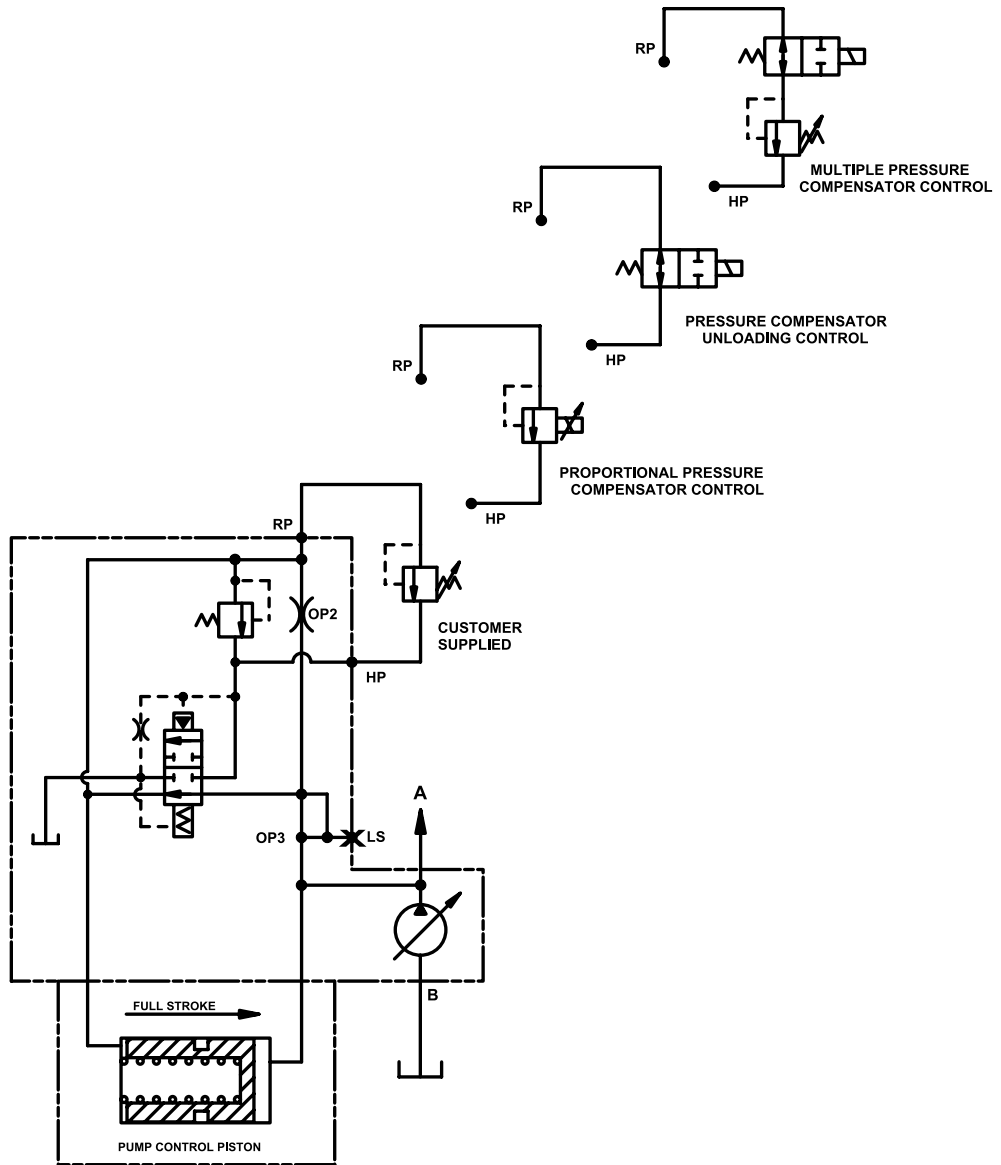 RP
MULTIPLE PRESSURE
COMPENSATOR CONTROL
HP
RP
PRESSURE COMPENSATOR
UNLOADING CONTROL
HP
RP
PROPORTIONAL PRESSURE
COMPENSATOR CONTROL
HP
RP
OP2
CUSTOMER
SUPPLIED
HP
A
OP3
LS
B
FULL STROKE
PUMP CONTROL PISTON